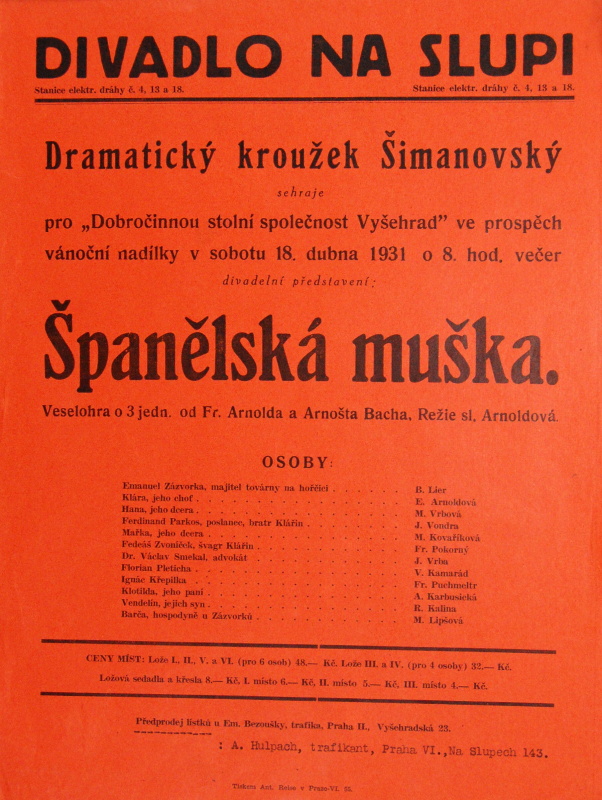 DIVADLO NA SLUPI
Stanice elektr. dráhy č. 4, 13 a 18. Stanice elektr. dráhy č. 4, 13 a 18.
Dramatický kroužek Šimanovský
sehraje
pro „Dobročinnou stolní společnost Vyšehrad” ve prospěch
vánoční nadílky v sobotu 18. dubna 1931 o 8. hod. večer
divadelní představení:
Španělská muška.
Veselohra o 3 jedn. od Fr. Arnolda a Arnošta Bacha. Režie sl. Arnoldová.
OSOBY:
Emanuel Zázvorka, majitel továrny na hořčici . . . . . . B. Lier
Klára, jeho choť . . . . . . E. Arnoldová
Hana, jeho dcera . . . . . . M. Vrbová
Ferdinand Parkos, poslanec, bratr Klářin . . . . . . J. Vondra
Mařka, jeho dcera . . . . . . M. Kovaříková
Fedeáš Zvoníček, švagr Klářin . . . . . . Fr. Pokorný
Dr. Václav Smekal, advokát . . . . . . J. Vrba
Florian Pleticha . . . . . . V. Kamarád
Ignác Křepilka . . . . . . Fr. Puchmeltr
Klotilda, jeho paní . . . . . . A. Karbusická
Vendelín, jejich syn . . . . . . R. Kalina
Barča, hospodyně u Zázvorků . . . . . . M. Lipšová
CENY MÍST: Lože I., II., V. a VI. (pro 6 osob) 48.— Kč. Lože III. a IV. (pro 4 osoby) 32.— Kč.
Ložová sedadla a křesla 8.— Kč, I. místo 6.— Kč, II. místo 5.— Kč, III. místo 4.— Kč.
Předprodej lístků u Em. Bezoušky, trafika, Praha II., Vyšehradská 23.
: A. Hulpach, trafikant, Praha VI.,Na Slupech 143.
Tiskem Ant. Reise v Praze-VI.